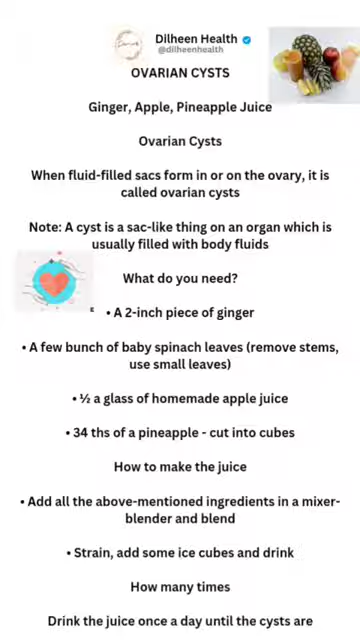 Dilheen Health
@dilheenhealth
OVARIAN CYSTS
Ginger, Apple, Pineapple Juice
Ovarian Cysts
When fluid-filled sacs form in or on the ovary, it is
called ovarian cysts
Note: A cyst is a sac-like thing on an organ which is
usually filled with body fluids
What do you need?
• A 2-inch piece of ginger
• A few bunch of baby spinach leaves (remove stems,
use small leaves)
• ½ a glass of homemade apple juice
• 34 ths of a pineapple - cut into cubes
How to make the juice
• Add all the above-mentioned ingredients in a mixer-
blender and blend
• Strain, add some ice cubes and drink
How many times
Drink the juice once a day until the cysts are